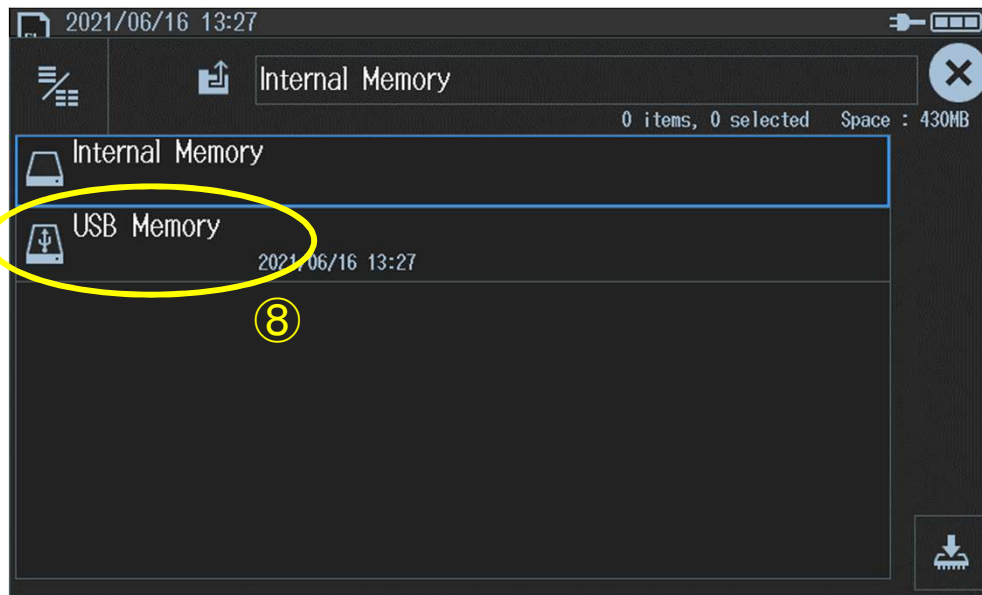 2021/06/16 13:27
Internal Memory
0 items, 0 selected Space : 430MB
Internal Memory
USB Memory
2021/06/16 13:27
⑧